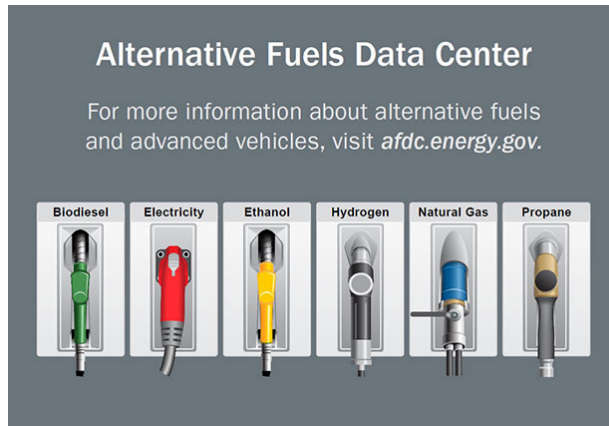 Alternative Fuels Data Center
For more information about alternative fuels
and advanced vehicles, visit afdc.energy.gov.
Biodiesel
Electricity
Ethanol
Hydrogen
Natural Gas
Propane